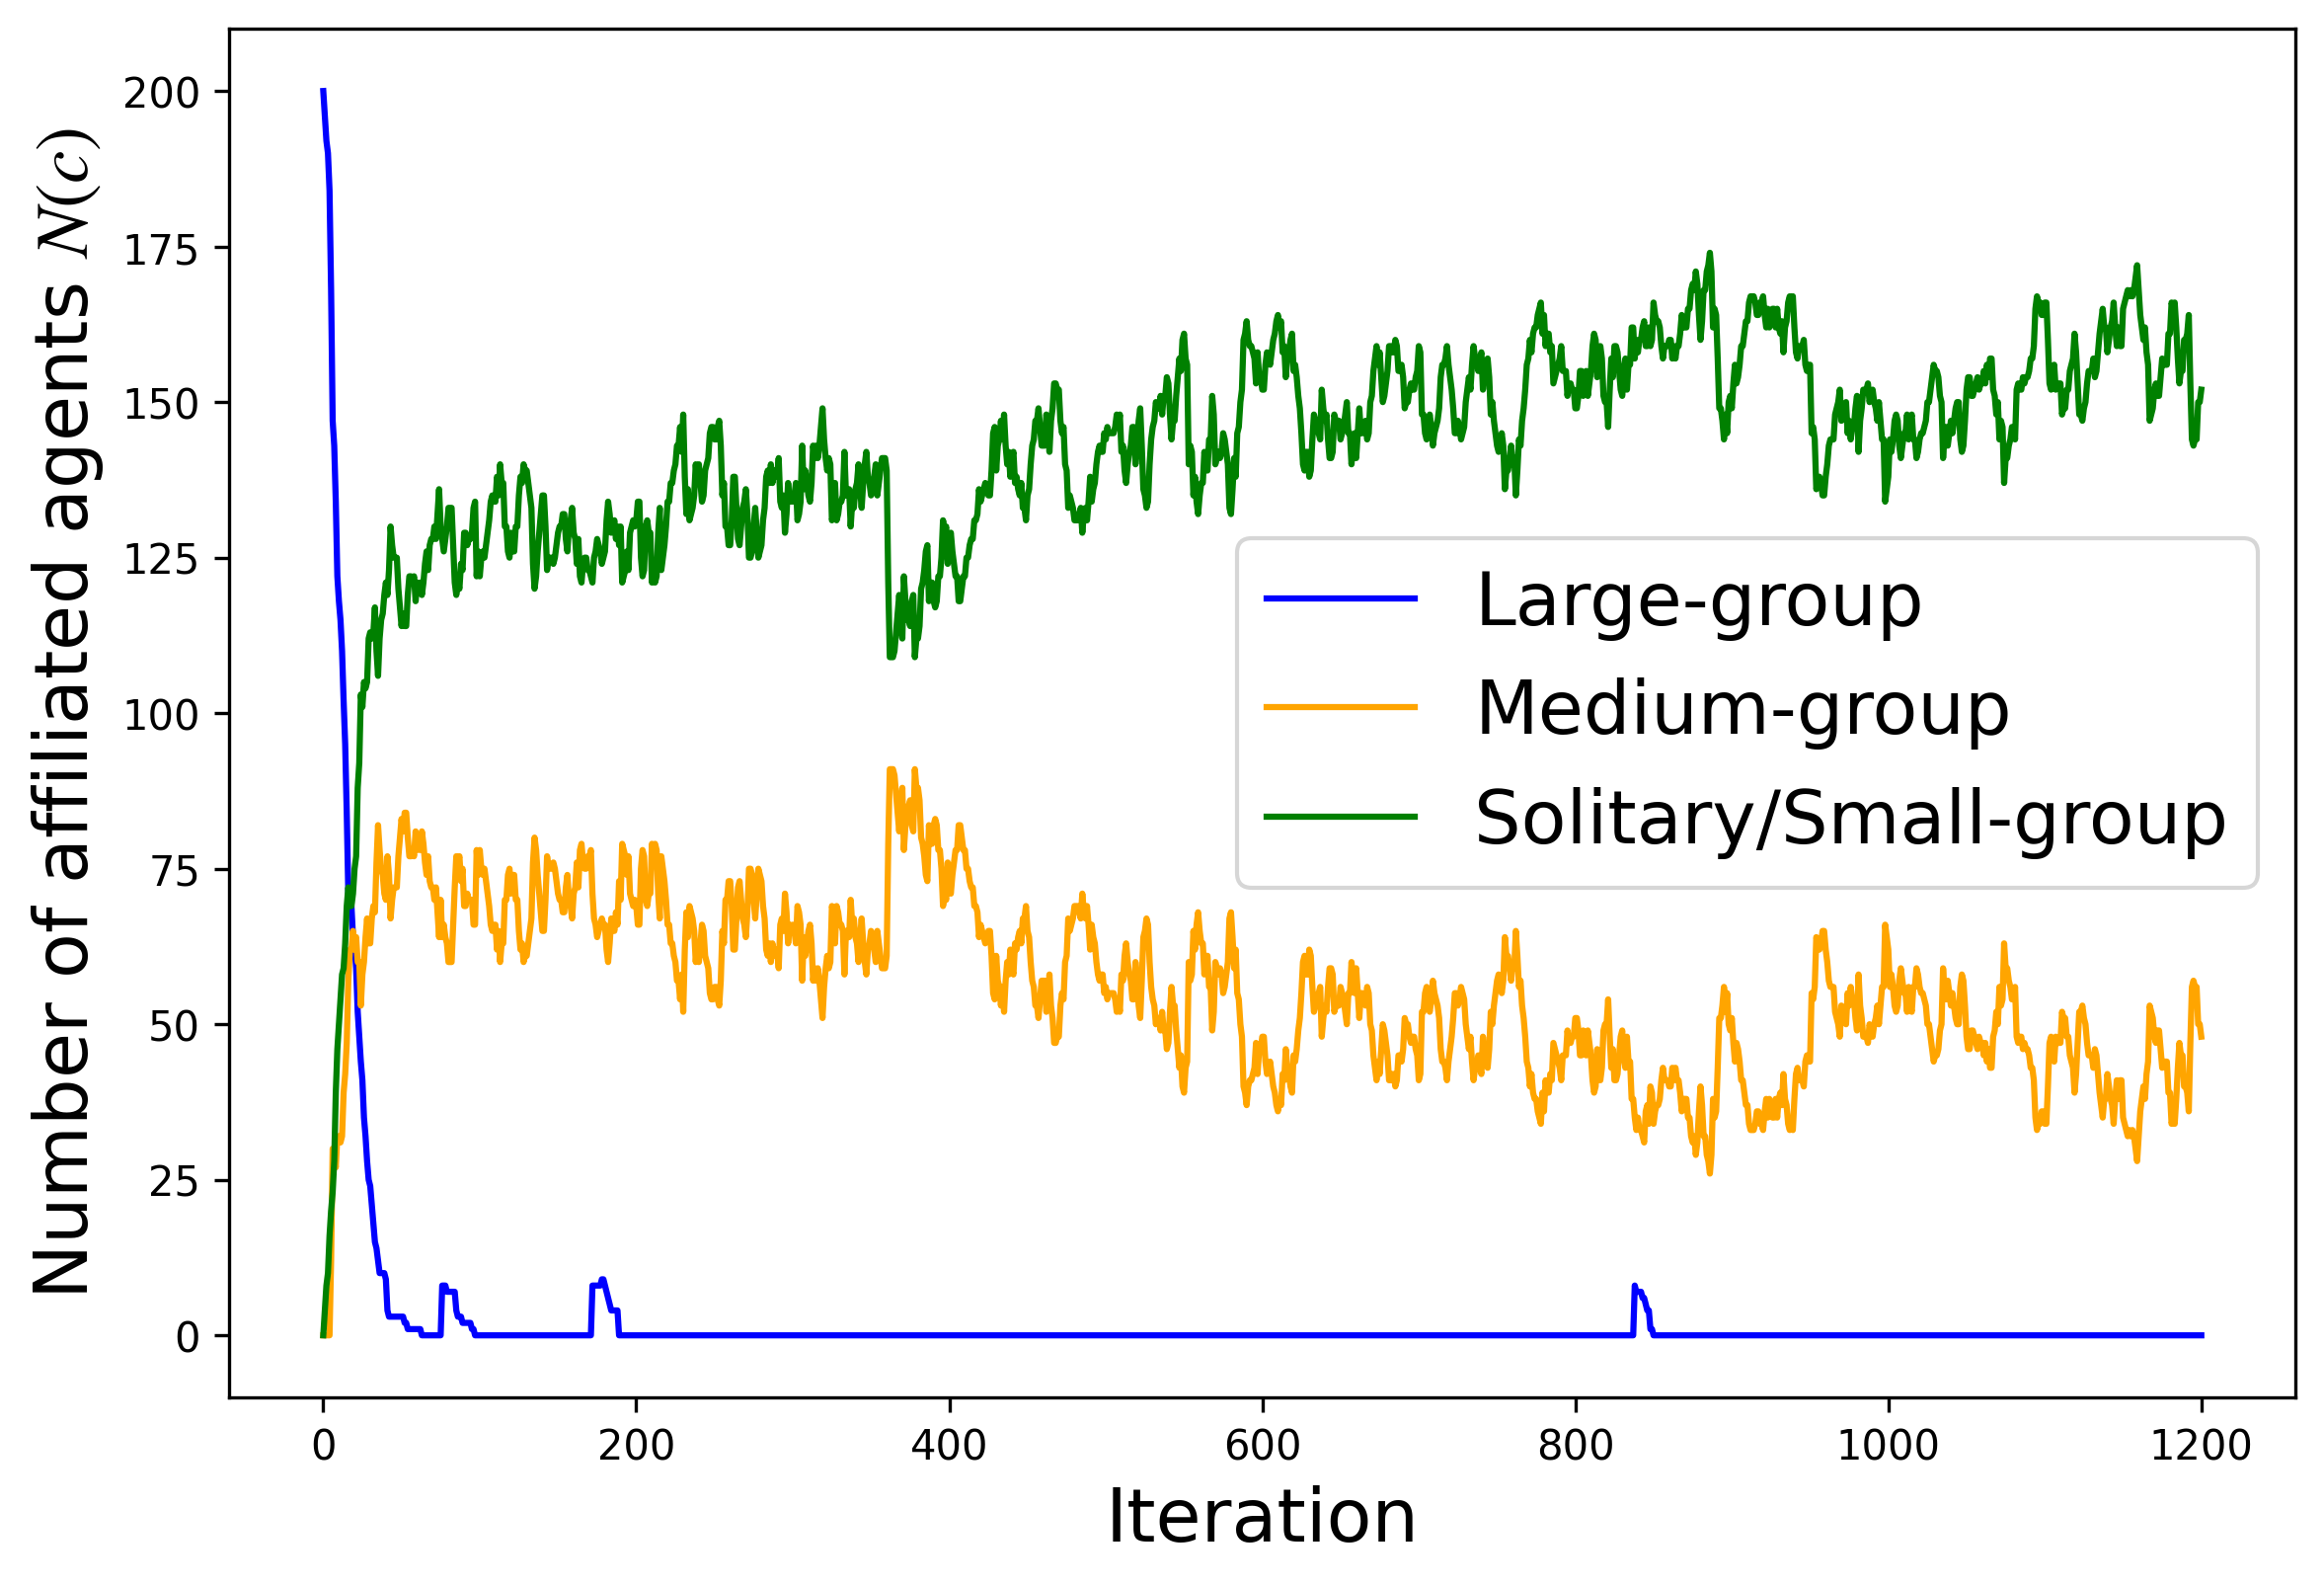 Number of affiliated agents N(c)
200
175
150
125
100
75
50
25
0
Large-group
Medium-group
Solitary/Small-group
0 200 400 600 800 1000 1200
Iteration